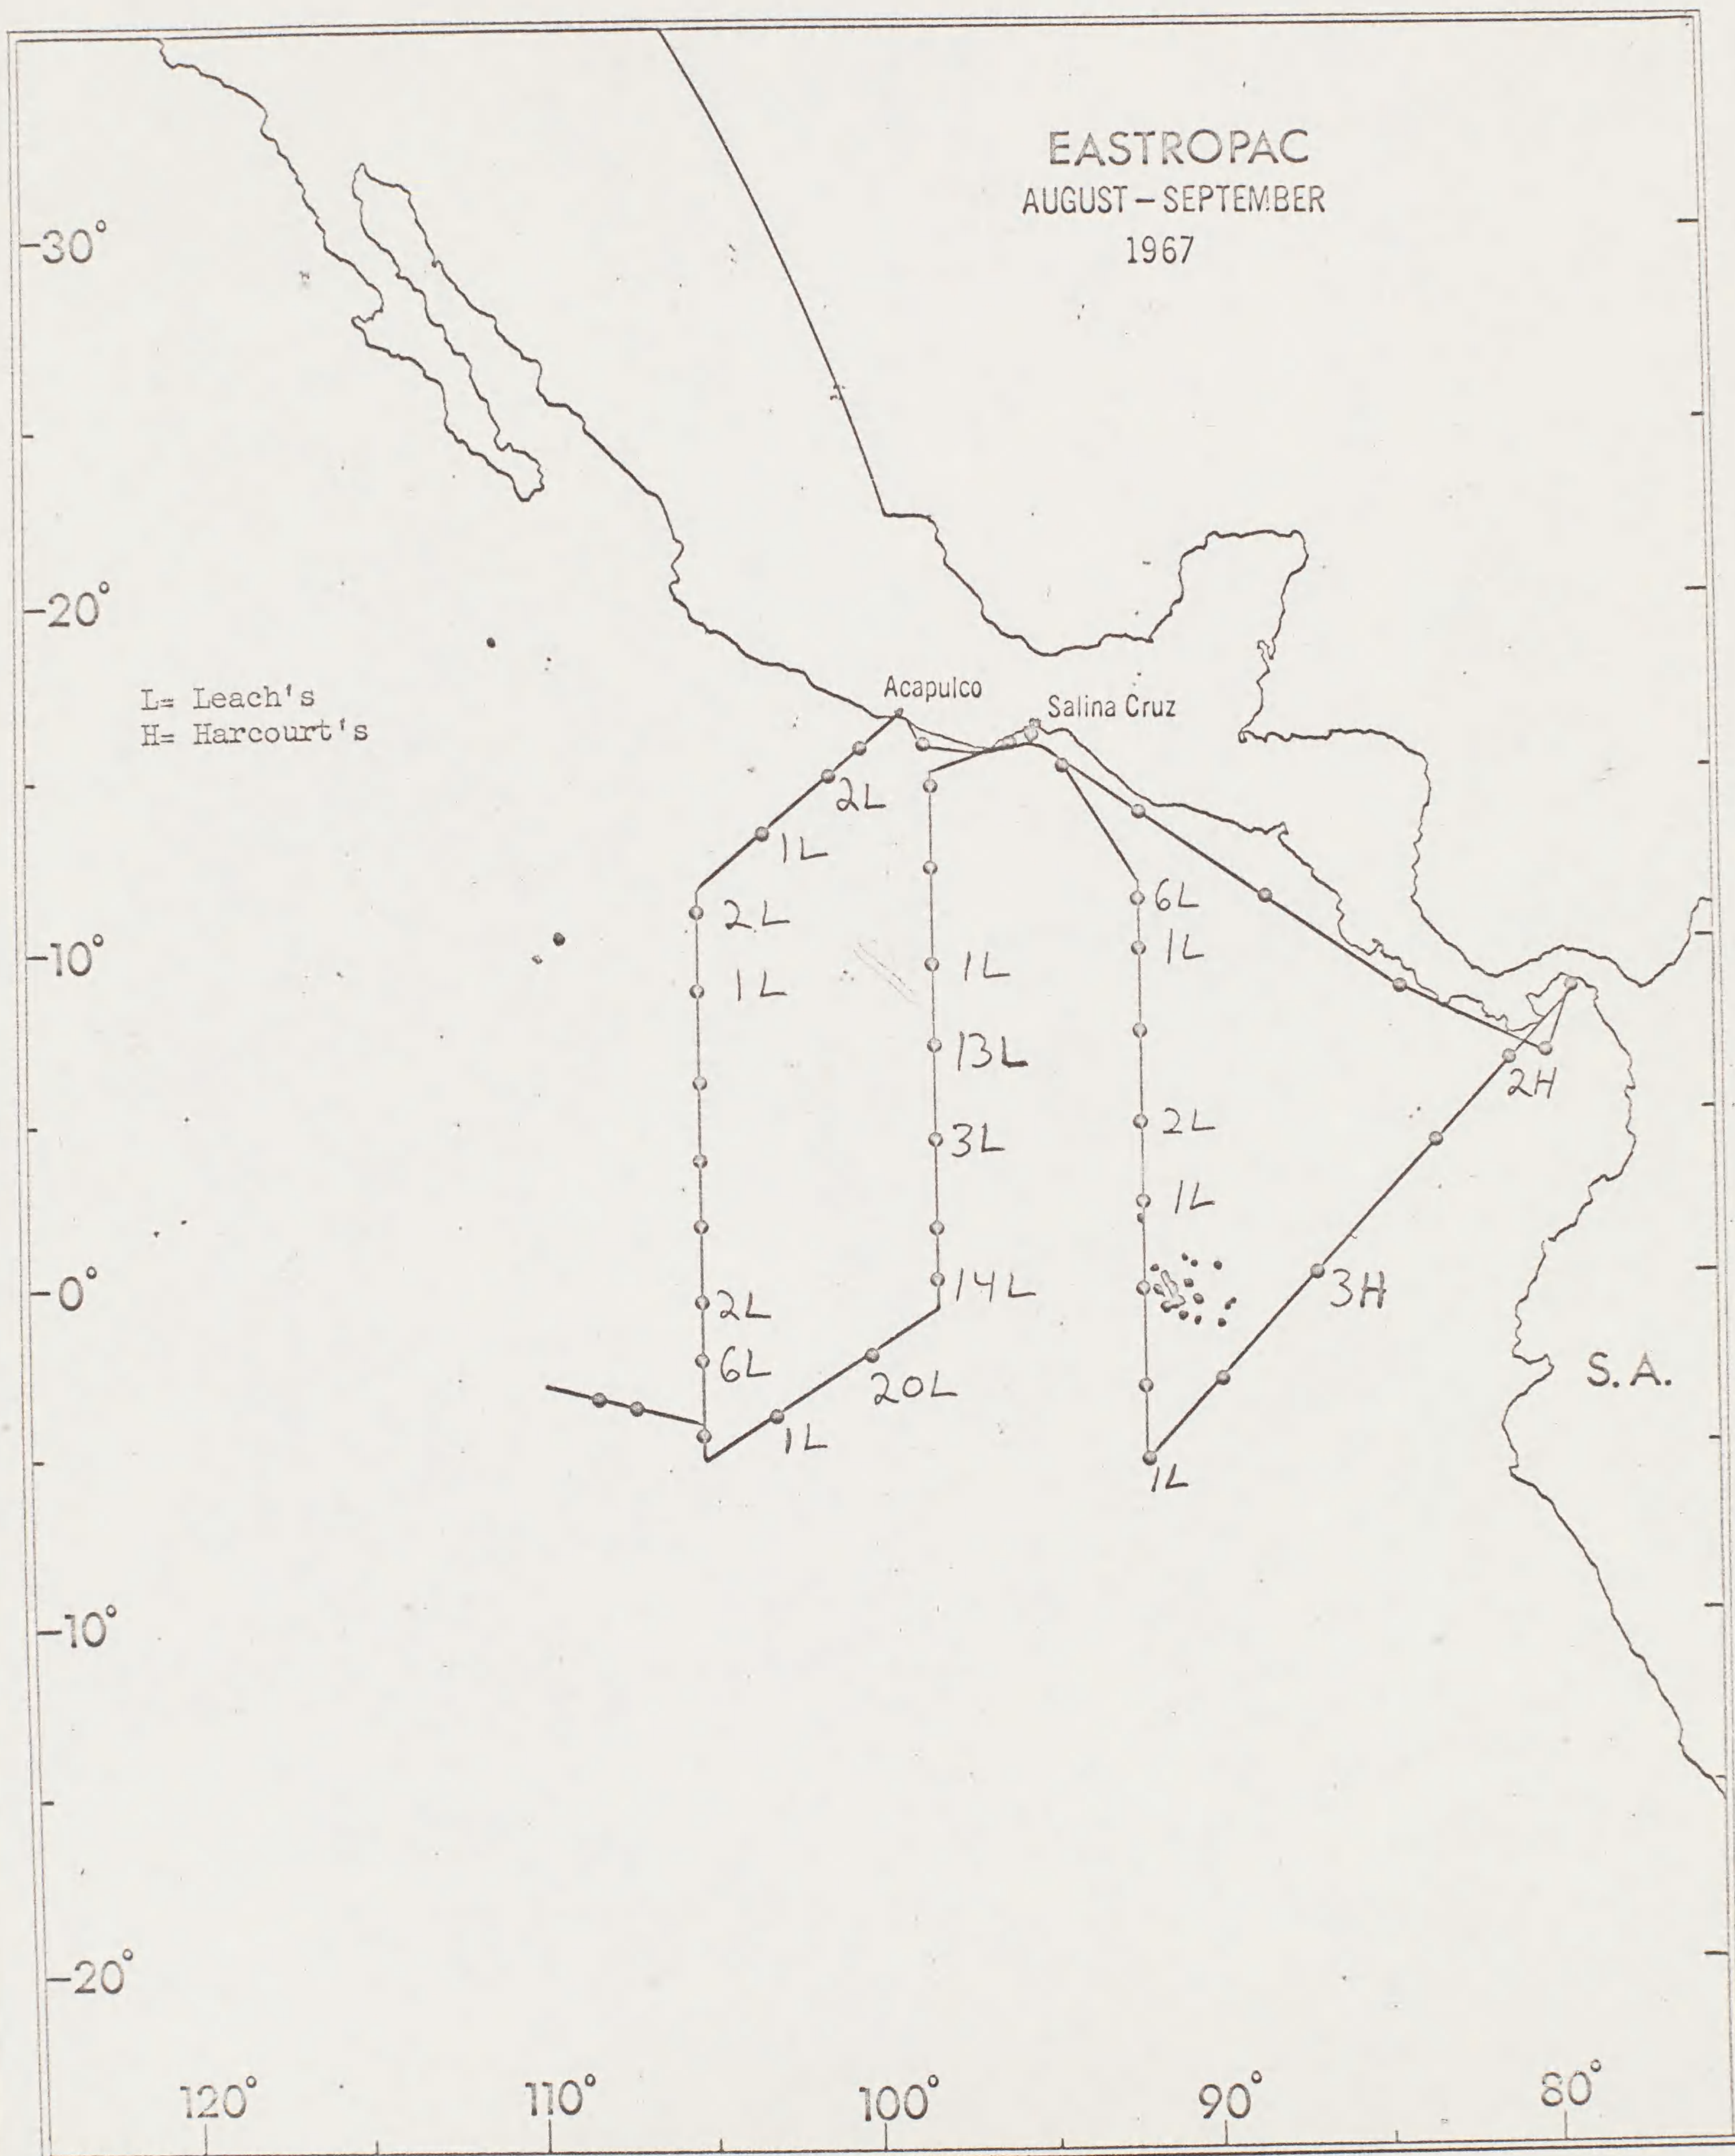 EASTROPAC
AUGUST – SEPTEMBER
1967
30°
20°
L= Leach's
H= Harcourt's
Acapulco
Salina Cruz
2L
1L
6L
2L
10°
1L
1L
1L
13L
2H
2L
3L
1L
0°
14L
3H
2L
6L
S.A.
20L
1L
1L
10°
20°
120°
110°
100°
90°
80°